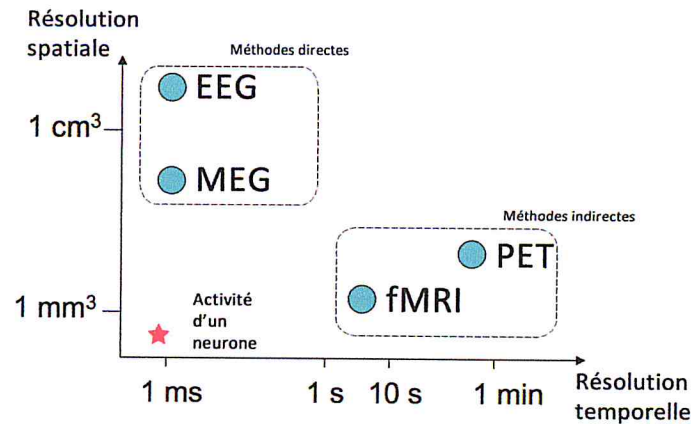 Résolution
spatiale
Méthodes directes
EEG
1 cm³
MEG
Méthodes indirectes
PET
fMRI
1 mm³
Activité
d'un
neurone
1 ms
1 s
10 s
1 min
Résolution
temporelle